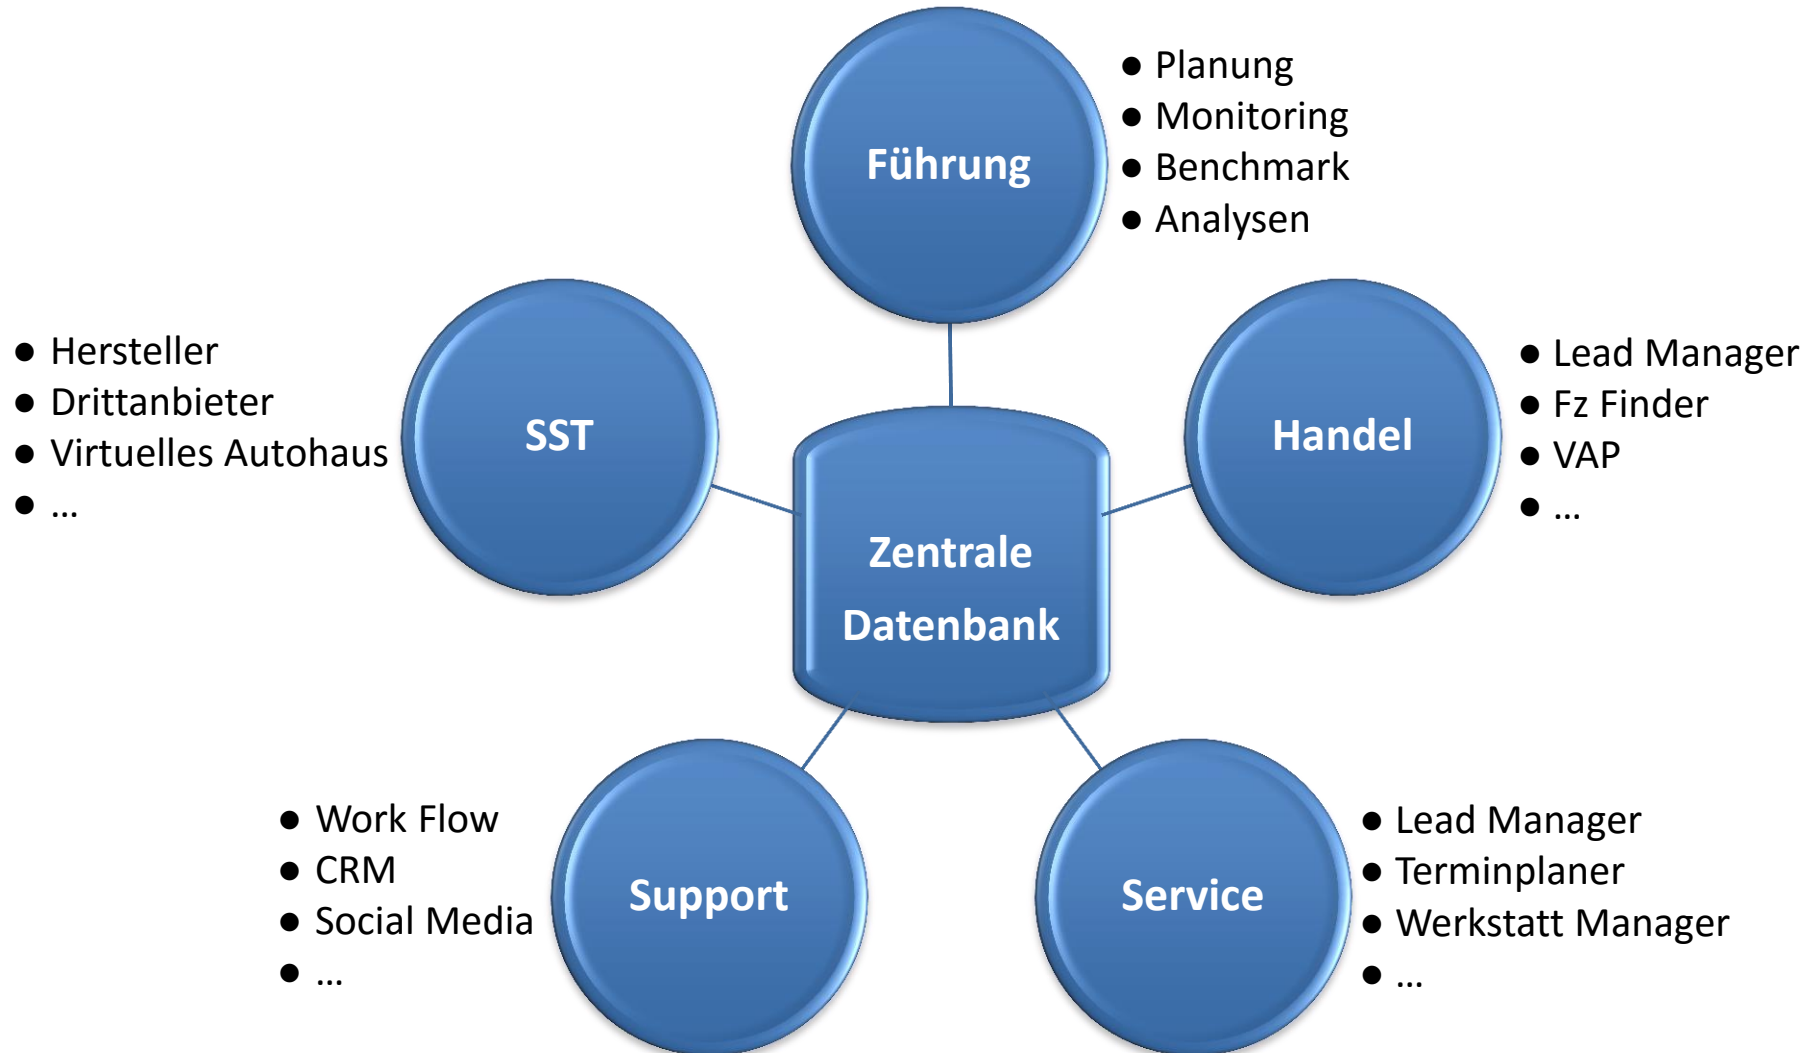 Führung
● Planung
● Monitoring
● Benchmark
● Analysen
● Hersteller
● Drittanbieter
● Virtuelles Autohaus
● ...
SST
Handel
● Lead Manager
● Fz Finder
● VAP
● ...
Zentrale
Datenbank
● Work Flow
● CRM
● Social Media
● ...
Support
Service
● Lead Manager
● Terminplaner
● Werkstatt Manager
● ...